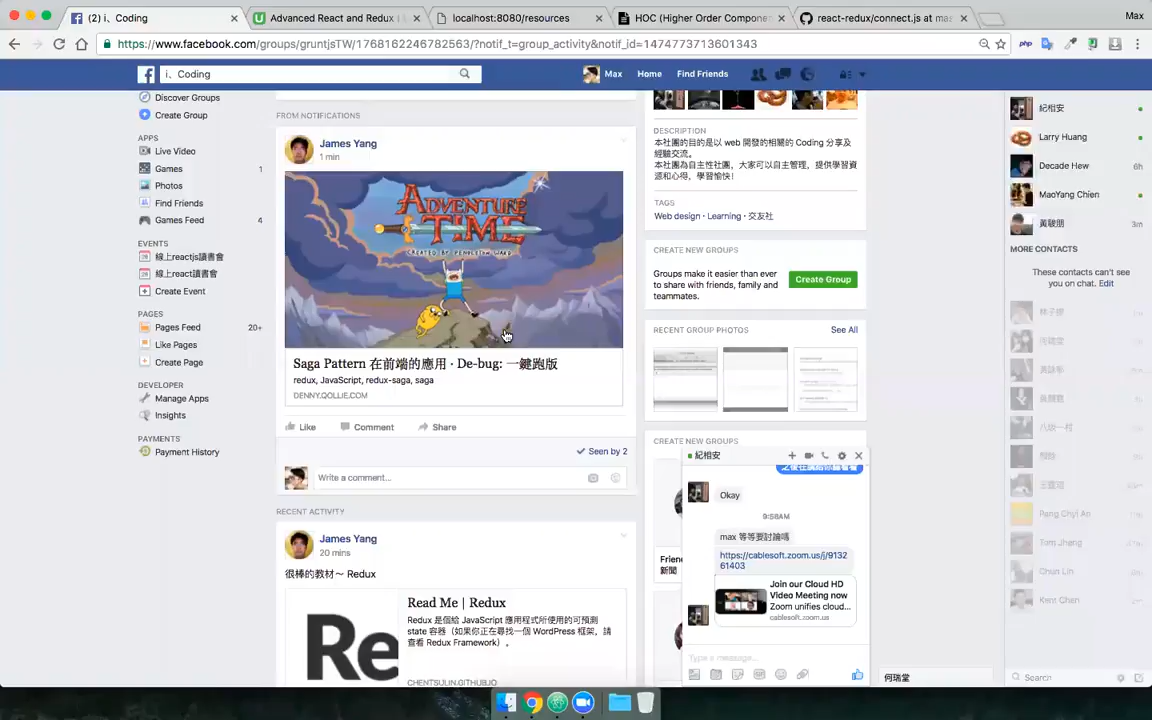 (2) i、Coding
Advanced React and Redux
localhost:8080/resources
HOC (Higher Order Compone
react-redux/connect.js at mas
Max
https://www.facebook.com/groups/gruntjsTW/1768162246782563/?notif_t=group_activity&notif_id=1474773713601343
php
i、Coding
Max
Home
Find Friends
Discover Groups
Create Group
APPS
Live Video
Games
1
Photos
Find Friends
Games Feed
4
EVENTS
線上reactjs讀書會
線上react讀書會
Create Event
PAGES
Pages Feed
20+
Like Pages
Create Page
DEVELOPER
Manage Apps
Insights
PAYMENTS
Payment History
FROM NOTIFICATIONS
James Yang
1 min
ADVENTURE
TIME
CREATED BY PENDLETON WARD
Saga Pattern 在前端的應用 · De-bug: 一鍵跑版
redux, JavaScript, redux-saga, saga
DENNY.QOLLIE.COM
Like
Comment
Share
Seen by 2
Write a comment...
RECENT ACTIVITY
James Yang
20 mins
很棒的教材～ Redux
Re
Read Me | Redux
Redux 是個給 JavaScript 應用程式所使用的可預測
state 容器（如果你正在尋找一個 WordPress 框架，請
查看 Redux Framework）。
CHENTSULIN.GITHUB.IO
DESCRIPTION
本社團的目的是以 web 開發的相關的 Coding 分享及
經驗交流。
本社團為自主性社團，大家可以自主管理，提供學習資
源和心得，學習愉快!
TAGS
Web design · Learning · 交友社
CREATE NEW GROUPS
Groups make it easier than ever
to share with friends, family and
teammates.
Create Group
RECENT GROUP PHOTOS
See All
CREATE NEW GROUPS
Frien
新聞
紀相安
Okay
9:58AM
max 等等要討論嗎
https://cablesoft.zoom.us/j/9132
61403
Join our Cloud HD
Video Meeting now
Zoom unifies cloud...
cablesoft.zoom.us
Type a message...
何瑞堂
紀相安
Larry Huang
Decade Hew
6h
MaoYang Chien
黃駿朋
3m
MORE CONTACTS
These contacts can't see
you on chat. Edit
Pang Chyi An
Tum Jheng
Chun Lin
Kent Chen
2
Search